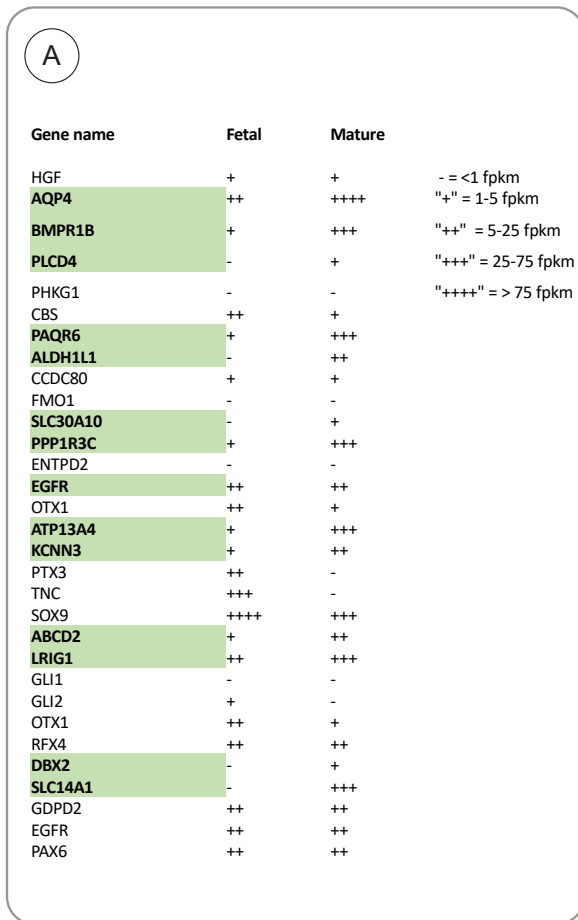 A
Gene name Fetal Mature
HGF + + - = <1 fpkm
AQP4 ++ ++++ "+" = 1-5 fpkm
BMPR1B + +++ "++" = 5-25 fpkm
PLCD4 - + "+++" = 25-75 fpkm
PHKG1 - - "++++" = > 75 fpkm
CBS ++ +
PAQR6 + +++
ALDH1L1 - ++
CCDC80 + +
FMO1 - -
SLC30A10 - +
PPP1R3C + +++
ENTPD2 - -
EGFR ++ ++
OTX1 ++ +
ATP13A4 + +++
KCNN3 + ++
PTX3 ++ -
TNC +++ -
SOX9 ++++ +++
ABCD2 + ++
LRIG1 ++ +++
GLI1 - -
GLI2 + -
OTX1 ++ +
RFX4 ++ ++
DBX2 - +
SLC14A1 - +++
GDPD2 ++ ++
EGFR ++ ++
PAX6 ++ ++